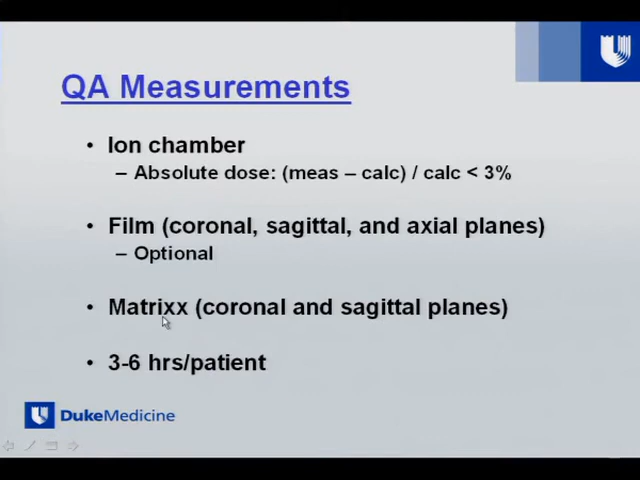 QA Measurements
• Ion chamber
– Absolute dose: (meas – calc) / calc < 3%
• Film (coronal, sagittal, and axial planes)
– Optional
• Matrixx (coronal and sagittal planes)
• 3-6 hrs/patient
DukeMedicine